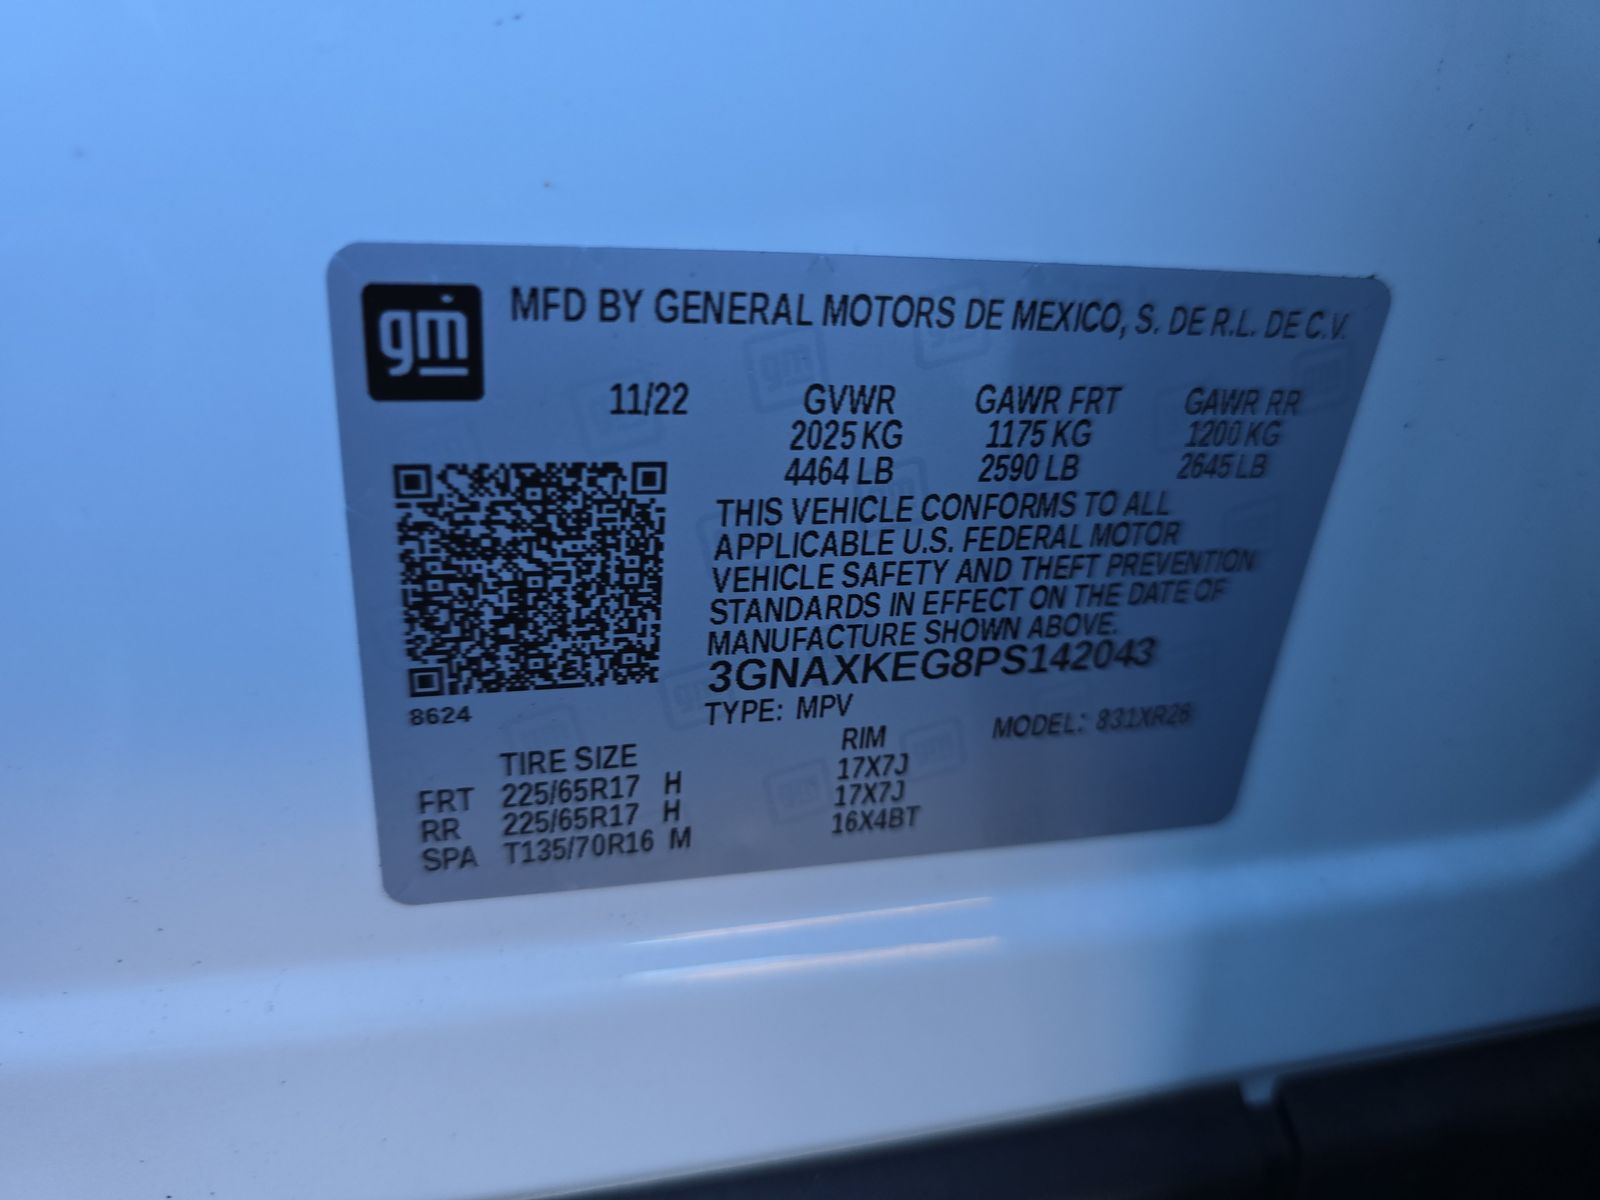 gm
MFD BY GENERAL MOTORS DE MEXICO, S. DE R.L. DE C.V.
11/22 GVWR GAWR FRT GAWR RR
2025 KG 1175 KG 1200 KG
4464 LB 2590 LB 2645 LB
THIS VEHICLE CONFORMS TO ALL
APPLICABLE U.S. FEDERAL MOTOR
VEHICLE SAFETY AND THEFT PREVENTION
STANDARDS IN EFFECT ON THE DATE OF
MANUFACTURE SHOWN ABOVE.
3GNAXKEG8PS142043
8624
TYPE: MPV MODEL: 831XR26
TIRE SIZE RIM
FRT 225/65R17 H 17X7J
RR 225/65R17 H 17X7J
SPA T135/70R16 M 16X4BT